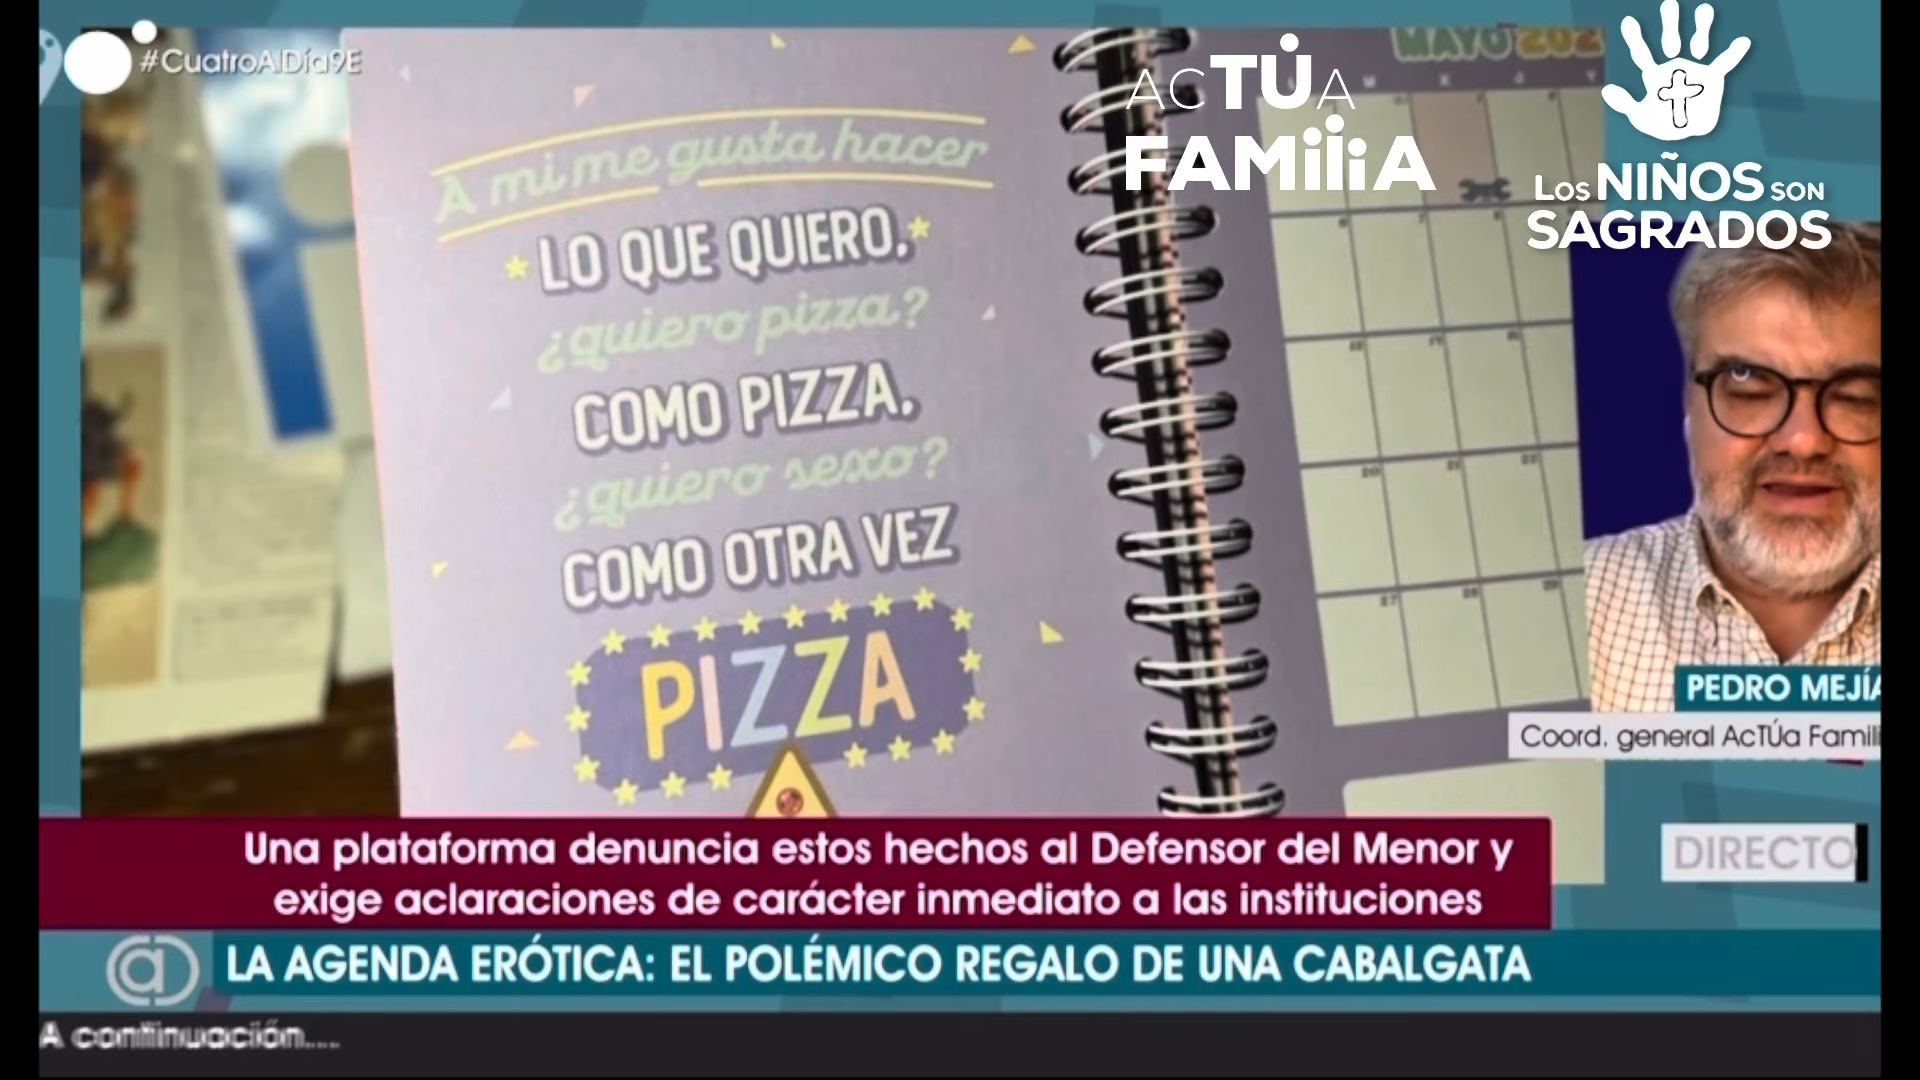 #CuatroAlDía9E
A mi me gusta hacer
LO QUE QUIERO,
¿quiero pizza?
COMO PIZZA,
¿quiero sexo?
COMO OTRA VEZ
PIZZA
MAYO 202
AcTÚA
FAMiliA
LOS NIÑOS SON
SAGRADOS
PEDRO MEJÍA
Coord. general AcTÚa Famili
DIRECTO
Una plataforma denuncia estos hechos al Defensor del Menor y
exige aclaraciones de carácter inmediato a las instituciones
LA AGENDA ERÓTICA: EL POLÉMICO REGALO DE UNA CABALGATA
A continuación...